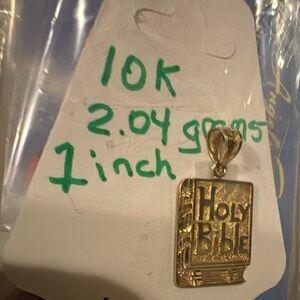 10K
2.04 grams
1 inch
HOLY
BiblE